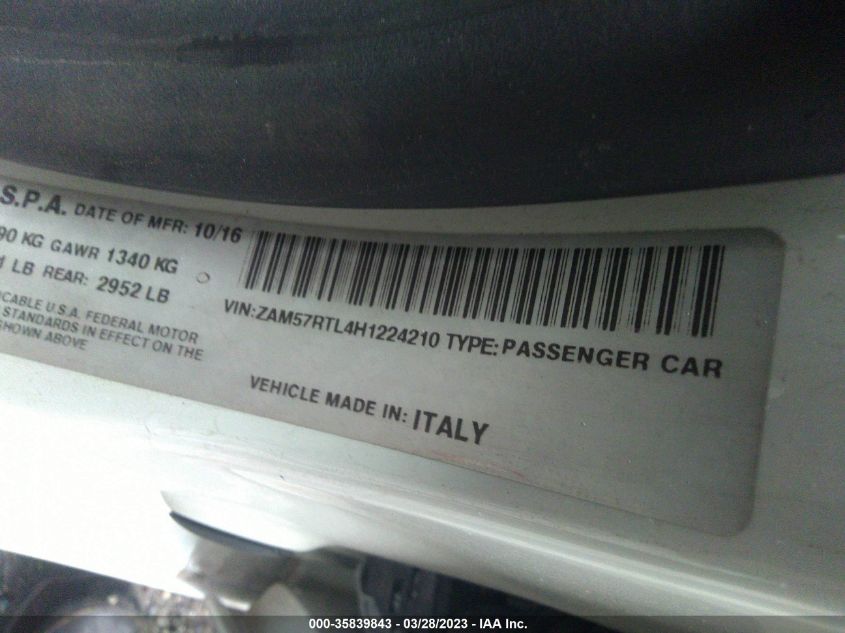 S.P.A. DATE OF MFR: 10/16
90 KG GAWR 1340 KG
1 LB REAR: 2952 LB
ICABLE U.S.A. FEDERAL MOTOR
STANDARDS IN EFFECT ON THE
SHOWN ABOVE
VIN:ZAM57RTL4H1224210 TYPE:PASSENGER CAR
VEHICLE MADE IN: ITALY
000-35839843 — 03/28/2023 — IAA Inc.